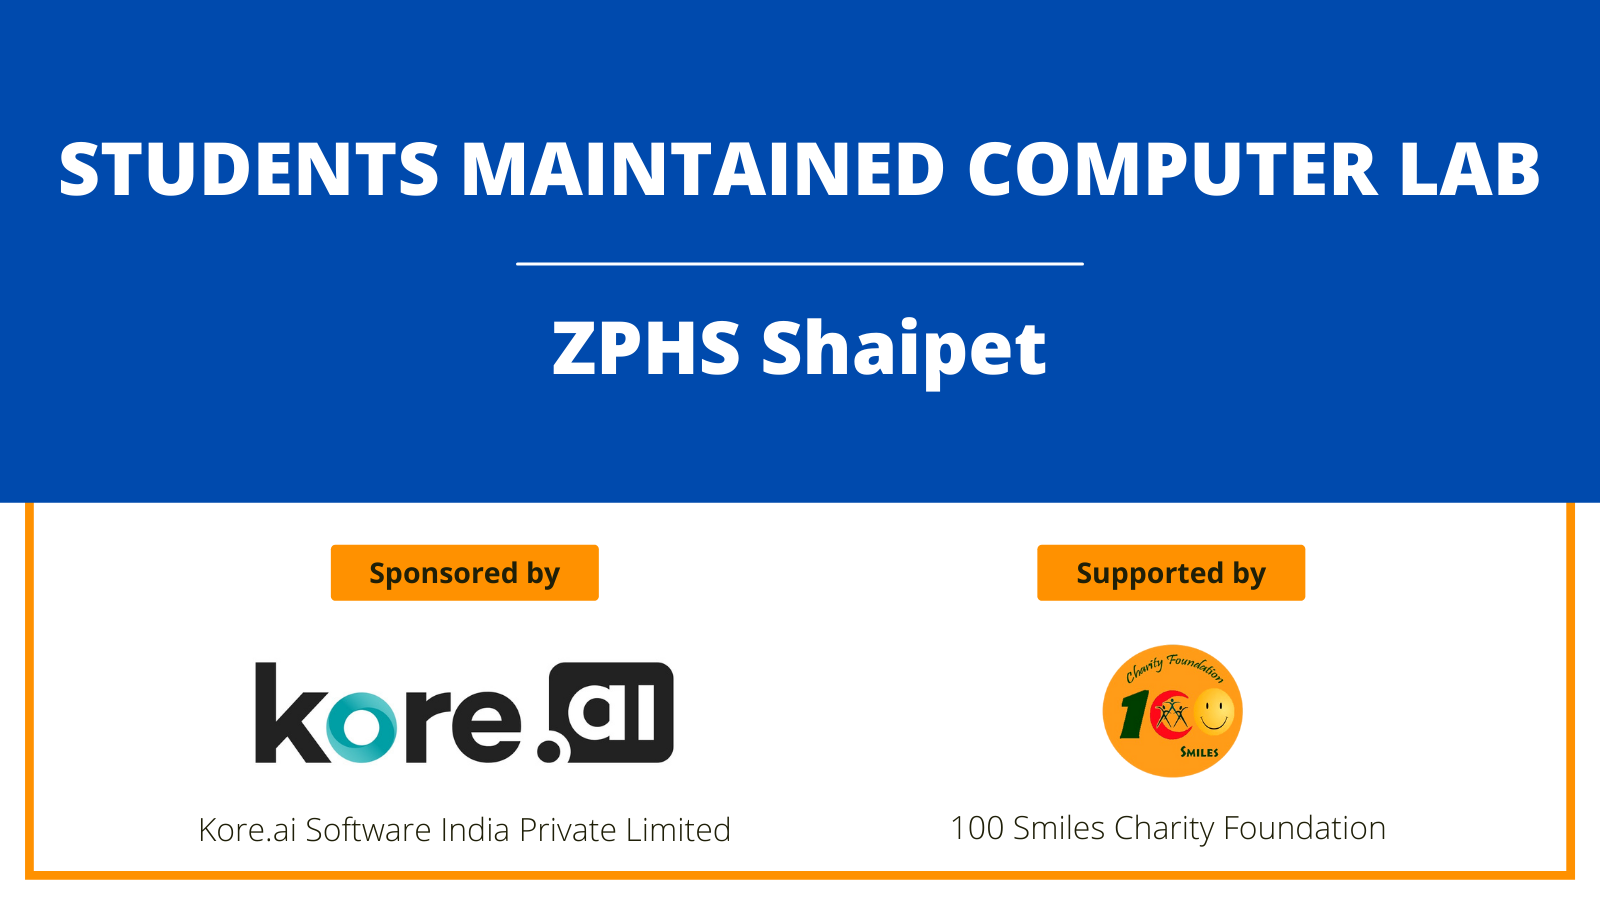 STUDENTS MAINTAINED COMPUTER LAB
ZPHS Shaipet
Sponsored by
Supported by
kore.ai
Charity Foundation
100
SMILES
Kore.ai Software India Private Limited
100 Smiles Charity Foundation